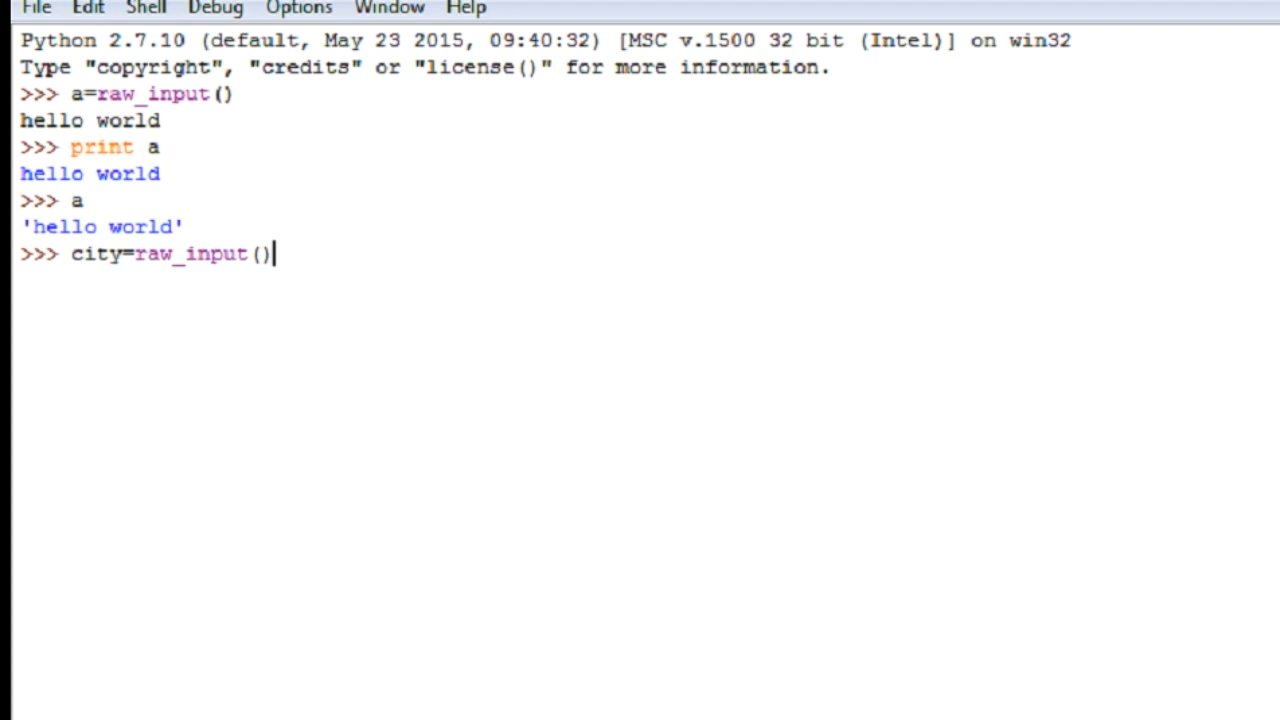 File Edit Shell Debug Options Window Help
Python 2.7.10 (default, May 23 2015, 09:40:32) [MSC v.1500 32 bit (Intel)] on win32
Type "copyright", "credits" or "license()" for more information.
>>> a=raw_input()
hello world
>>> print a
hello world
>>> a
'hello world'
>>> city=raw_input()